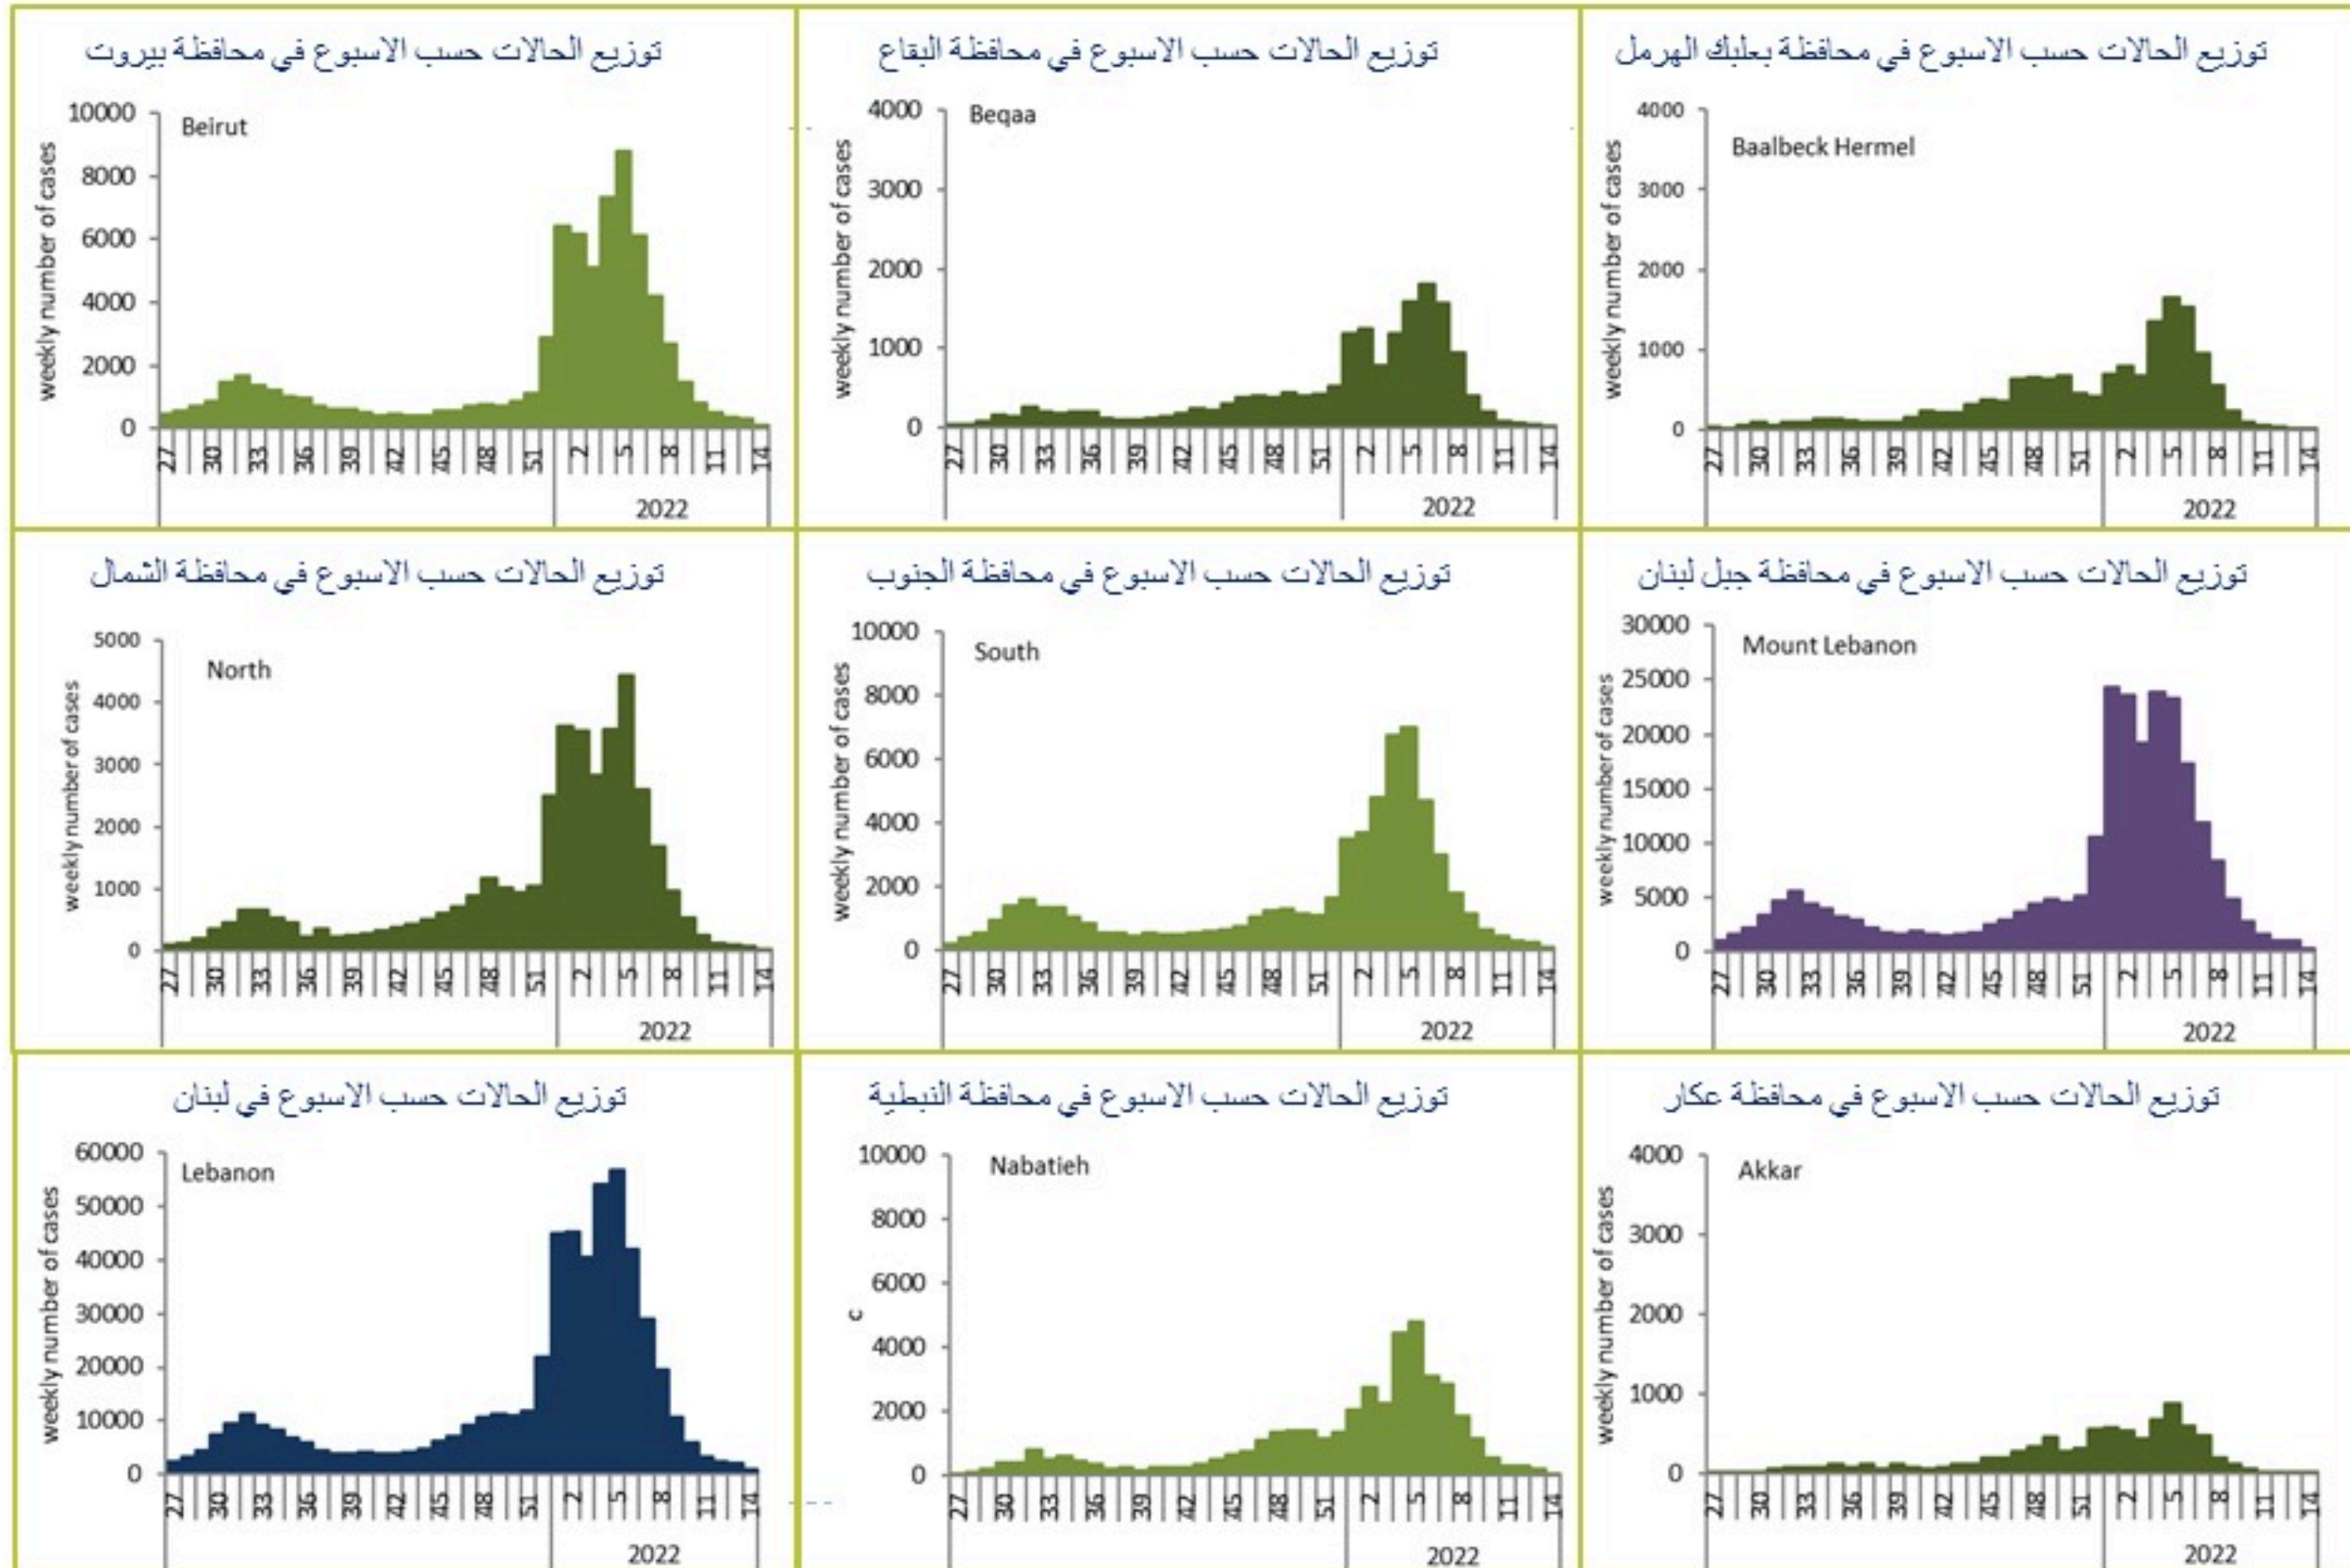 توزيع الحالات حسب الاسبوع في محافظة بيروت
Beirut
weekly number of cases
10000
8000
6000
4000
2000
0
27 30 33 36 39 42 45 48 51 2 5 8 11 14
2022
توزيع الحالات حسب الاسبوع في محافظة البقاع
Beqaa
weekly number of cases
4000
3000
2000
1000
0
27 30 33 36 39 42 45 48 51 2 5 8 11 14
2022
توزيع الحالات حسب الاسبوع في محافظة بعلبك الهرمل
Baalbeck Hermel
weekly number of cases
4000
3000
2000
1000
0
27 30 33 36 39 42 45 48 51 2 5 8 11 14
2022
توزيع الحالات حسب الاسبوع في محافظة الشمال
North
weekly number of cases
5000
4000
3000
2000
1000
0
27 30 33 36 39 42 45 48 51 2 5 8 11 14
2022
توزيع الحالات حسب الاسبوع في محافظة الجنوب
South
weekly number of cases
10000
8000
6000
4000
2000
0
27 30 33 36 39 42 45 48 51 2 5 8 11 14
2022
توزيع الحالات حسب الاسبوع في محافظة جبل لبنان
Mount Lebanon
weekly number of cases
30000
25000
20000
15000
10000
5000
0
27 30 33 36 39 42 45 48 51 2 5 8 11 14
2022
توزيع الحالات حسب الاسبوع في لبنان
Lebanon
weekly number of cases
60000
50000
40000
30000
20000
10000
0
27 30 33 36 39 42 45 48 51 2 5 8 11 14
2022
توزيع الحالات حسب الاسبوع في محافظة النبطية
Nabatieh
c
10000
8000
6000
4000
2000
0
27 30 33 36 39 42 45 48 51 2 5 8 11 14
2022
توزيع الحالات حسب الاسبوع في محافظة عكار
Akkar
weekly number of cases
4000
3000
2000
1000
0
27 30 33 36 39 42 45 48 51 2 5 8 11 14
2022